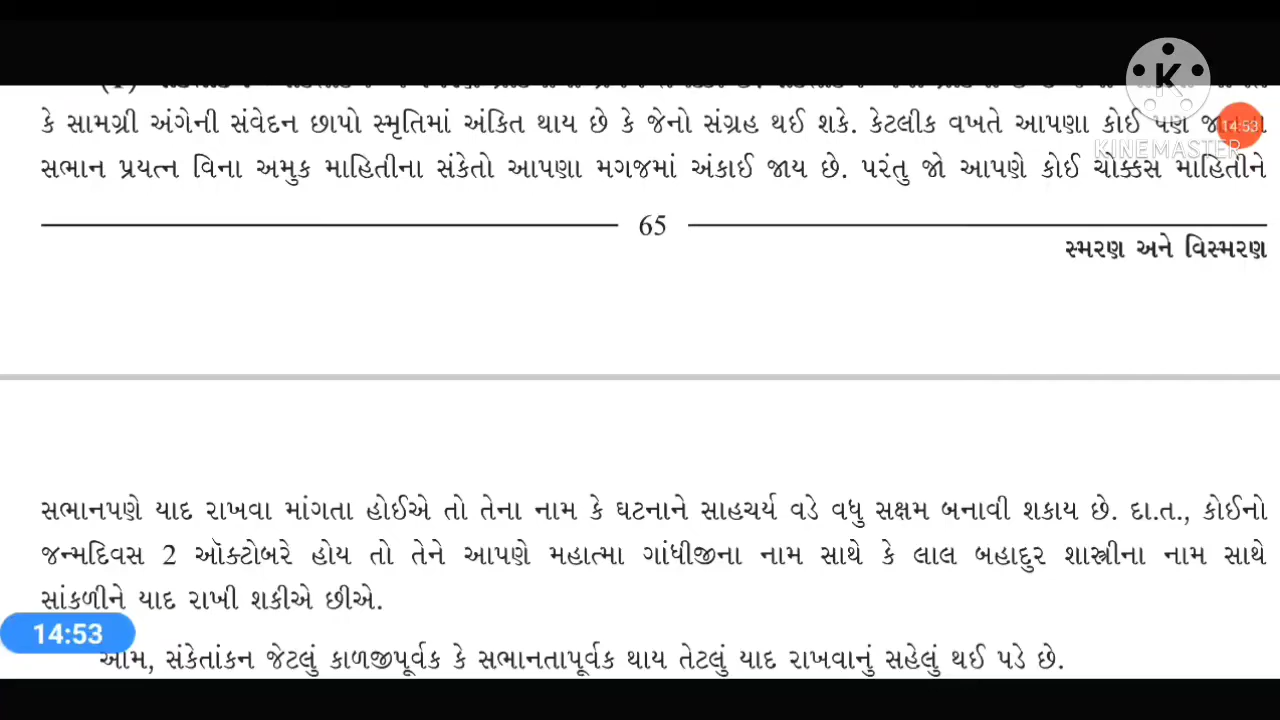 કે સામગ્રી અંગેની સંવેદન છાપો સ્મૃતિમાં અંકિત થાય છે કે જેનો સંગ્રહ થઈ શકે. કેટલીક વખતે આપણા કોઈ પણ
KINEMASTER
14:53
સભાન પ્રયત્ન વિના અમુક માહિતીના સંકેતો આપણા મગજમાં અંકાઈ જાય છે. પરંતુ જો આપણે કોઈ ચોક્કસ માહિતીને
65
સ્મરણ અને વિસ્મરણ
સભાનપણે યાદ રાખવા માંગતા હોઈએ તો તેના નામ કે ઘટનાને સાહચર્ય વડે વધુ સક્ષમ બનાવી શકાય છે. દા.ત., કોઈનો
જન્મદિવસ 2 ઑક્ટોબરે હોય તો તેને આપણે મહાત્મા ગાંધીજીના નામ સાથે કે લાલ બહાદુર શાસ્ત્રીના નામ સાથે
સાંકળીને યાદ રાખી શકીએ છીએ.
14:53
આમ, સંકેતાંકન જેટલું કાળજીપૂર્વક કે સભાનતાપૂર્વક થાય તેટલું યાદ રાખવાનું સહેલું થઈ પડે છે.